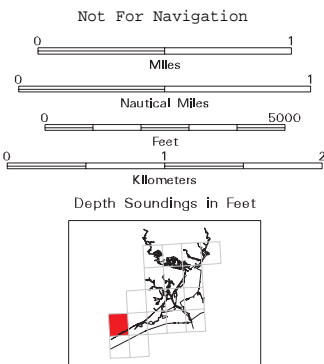 Not For Navigation
0 1
Miles
0 1
Nautical Miles
0 5000
Feet
0 1 2
Kilometers
Depth Soundings in Feet